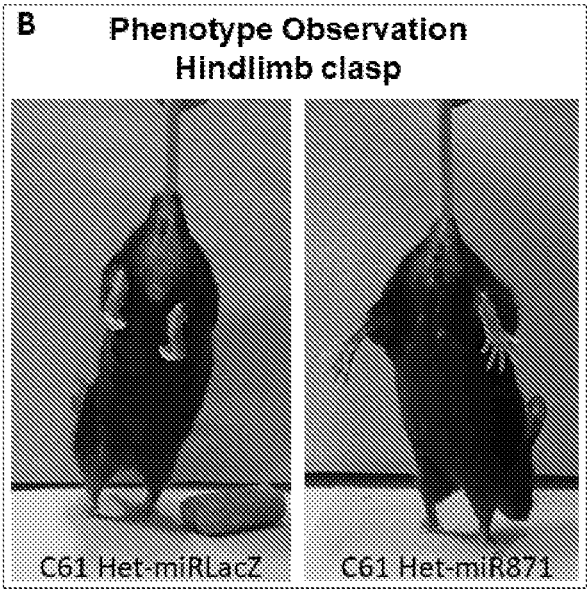 B
Phenotype Observation
Hindlimb clasp
C61 Het-miRLacZ
C61 Het-miR871